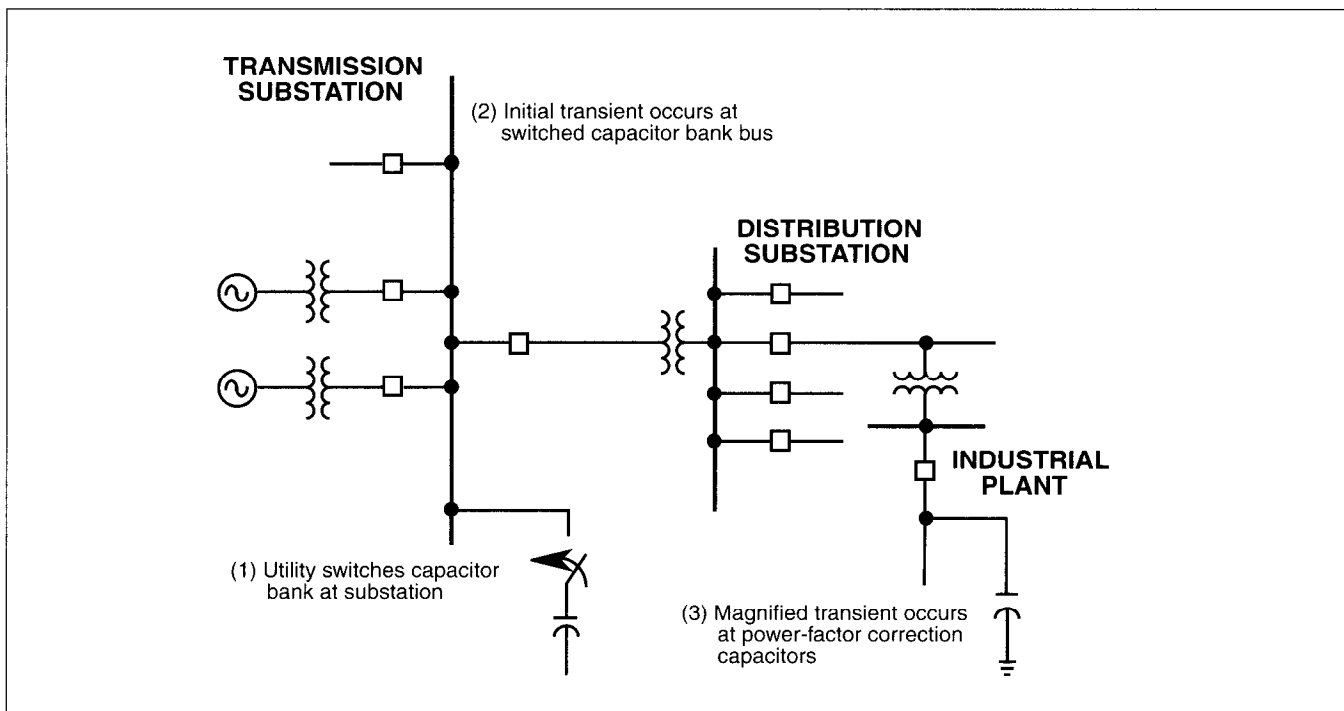 TRANSMISSION
SUBSTATION
(2) Initial transient occurs at
switched capacitor bank bus
DISTRIBUTION
SUBSTATION
INDUSTRIAL
PLANT
(1) Utility switches capacitor
bank at substation
(3) Magnified transient occurs
at power-factor correction
capacitors